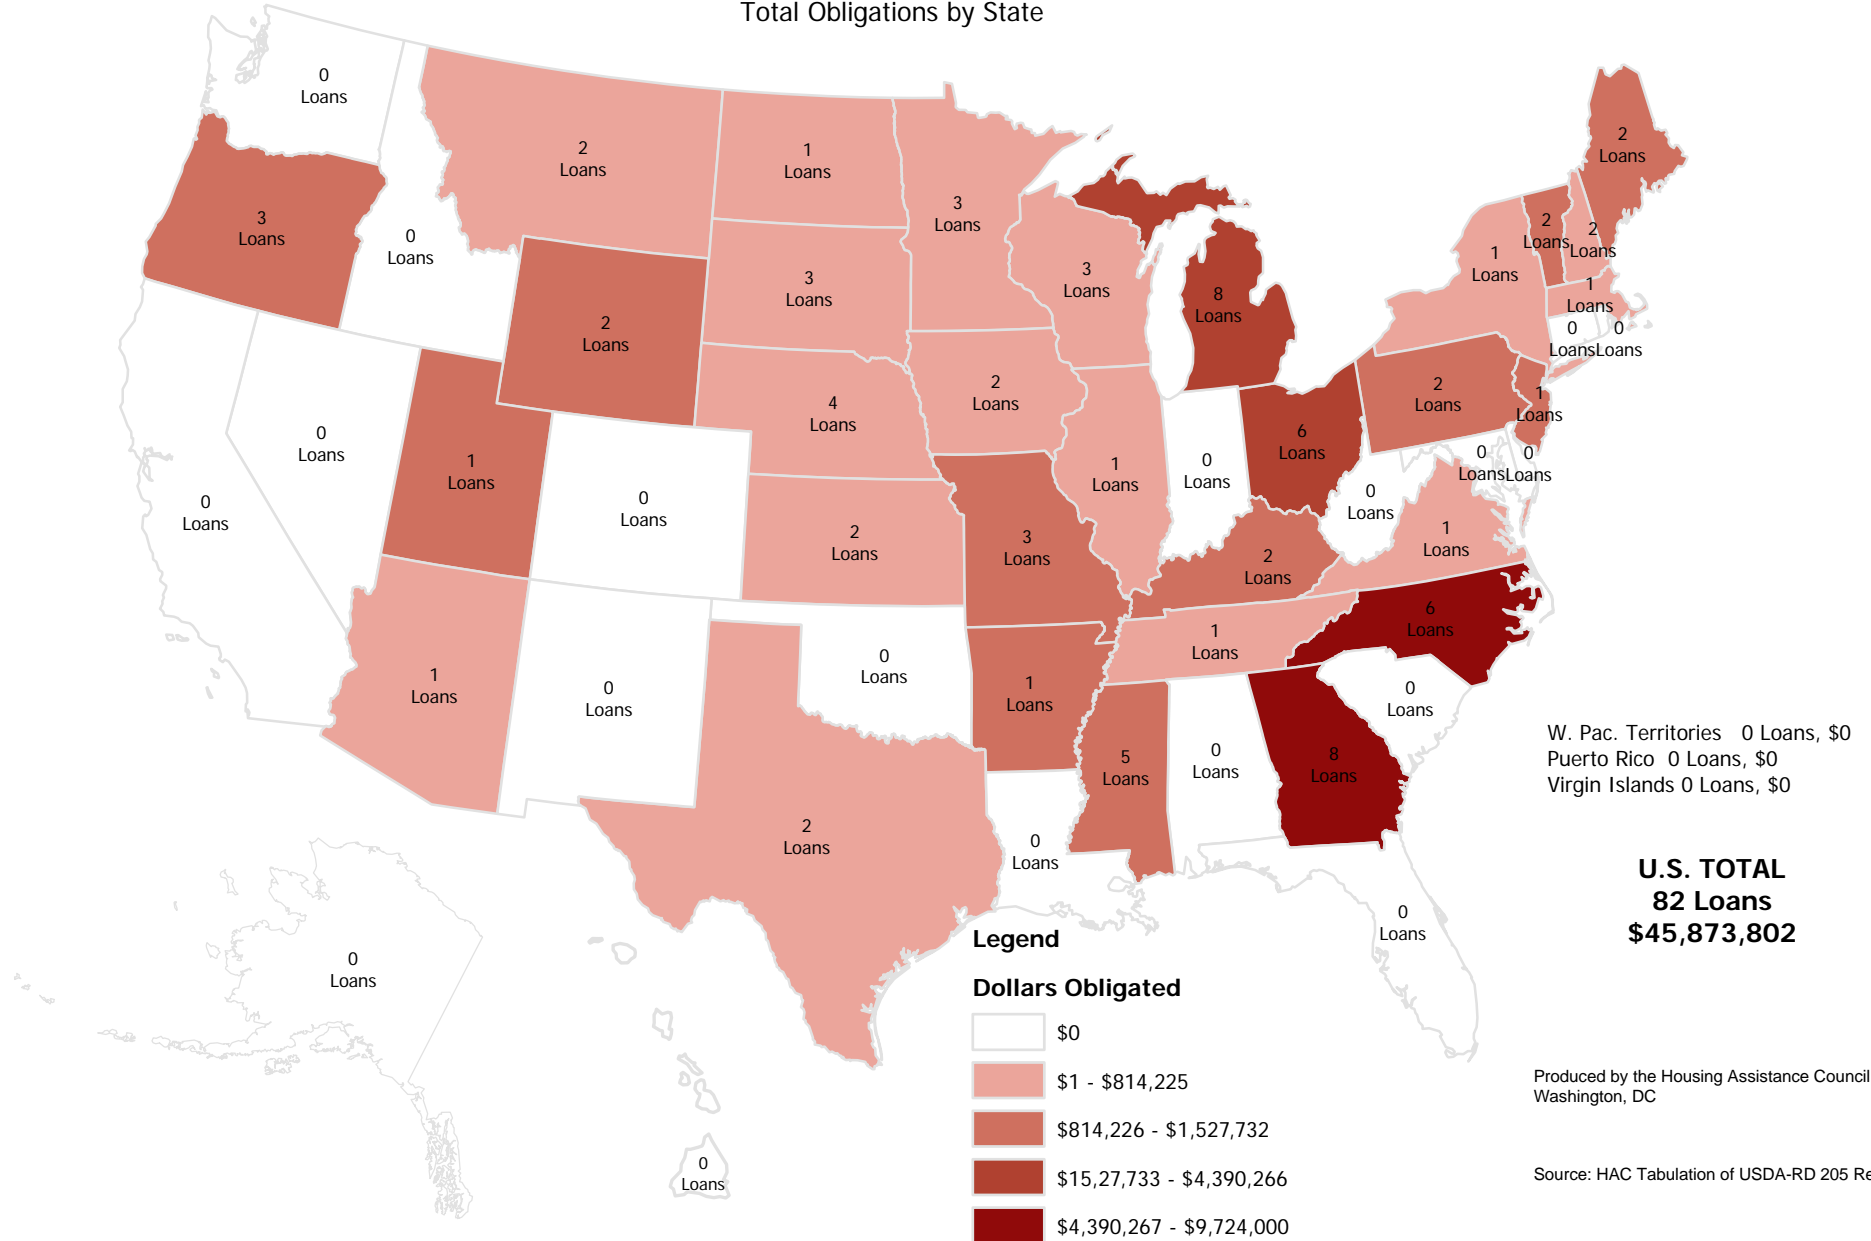 Total Obligations by State
0
Loans
2
Loans
1
Loans
3
Loans
2
Loans
3
Loans
0
Loans
3
Loans
3
Loans
8
Loans
1
Loans
2
Loans
2
Loans
1
Loans
0
Loans
0
Loans
2
Loans
4
Loans
2
Loans
2
Loans
1
Loans
0
Loans
1
Loans
0
Loans
0
Loans
2
Loans
3
Loans
1
Loans
0
Loans
6
Loans
0
Loans
0
Loans
0
Loans
2
Loans
1
Loans
0
Loans
1
Loans
0
Loans
0
Loans
1
Loans
1
Loans
6
Loans
0
Loans
2
Loans
0
Loans
5
Loans
0
Loans
8
Loans
0
Loans
0
Loans
0
Loans
W. Pac. Territories 0 Loans, $0
Puerto Rico 0 Loans, $0
Virgin Islands 0 Loans, $0
U.S. TOTAL
82 Loans
$45,873,802
Legend
Dollars Obligated
$0
$1 - $814,225
$814,226 - $1,527,732
$15,27,733 - $4,390,266
$4,390,267 - $9,724,000
Produced by the Housing Assistance Council
Washington, DC
Source: HAC Tabulation of USDA-RD 205 Re
0
Loans